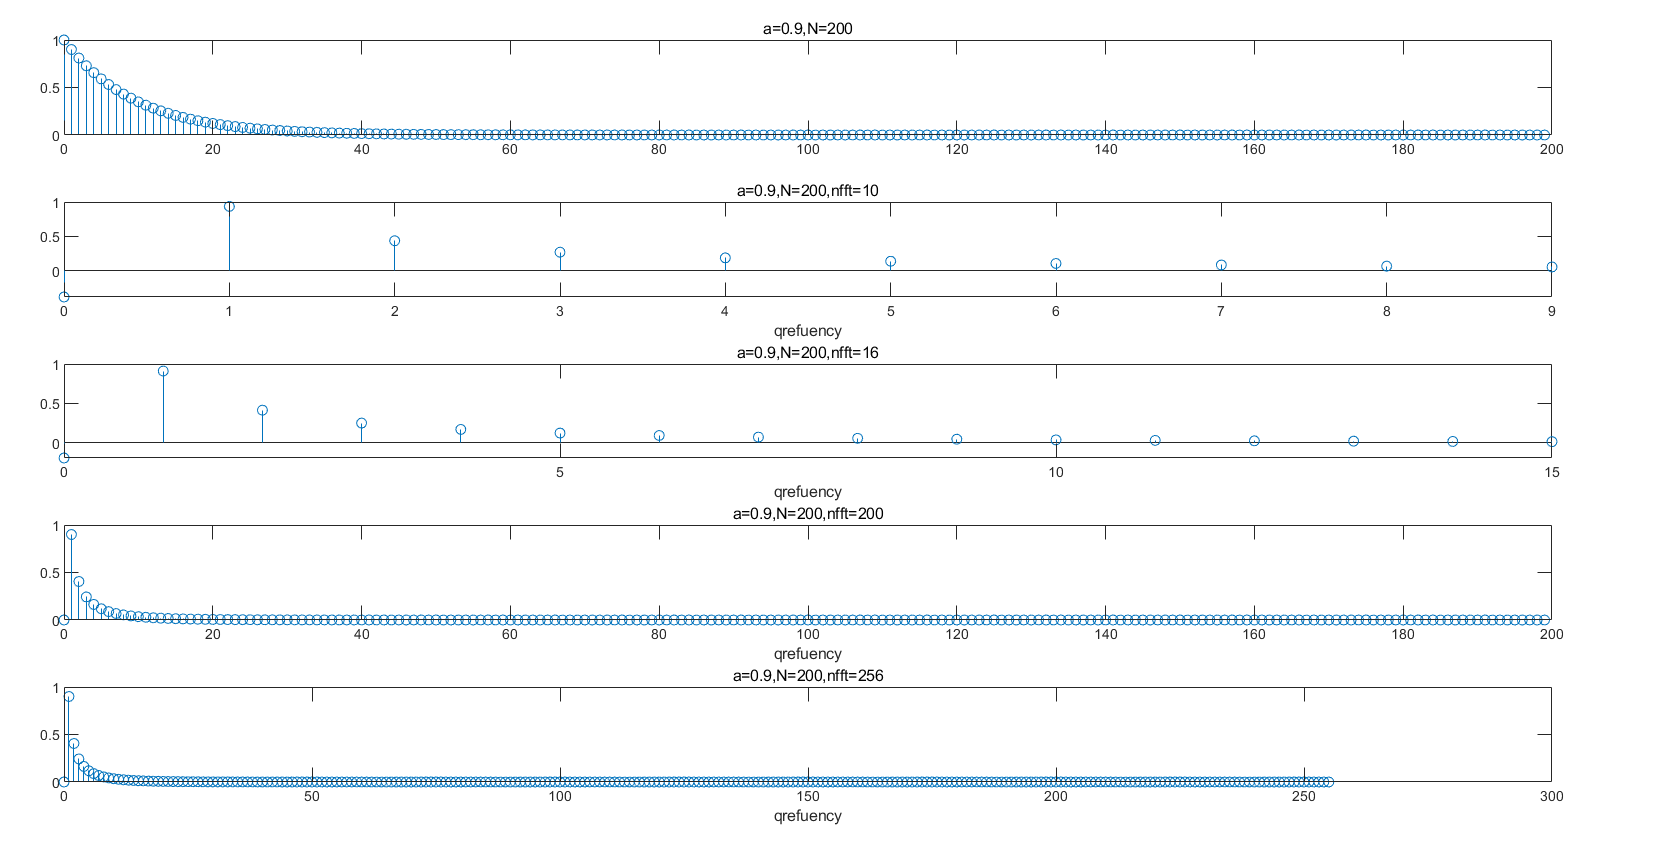 a=0.9,N=200
1
0.5
0
0 20 40 60 80 100 120 140 160 180 200
a=0.9,N=200,nfft=10
1
0.5
0
0 1 2 3 4 5 6 7 8 9
qrefuency
a=0.9,N=200,nfft=16
1
0.5
0
0 5 10 15
qrefuency
a=0.9,N=200,nfft=200
1
0.5
0
0 20 40 60 80 100 120 140 160 180 200
qrefuency
a=0.9,N=200,nfft=256
1
0.5
0
0 50 100 150 200 250 300
qrefuency